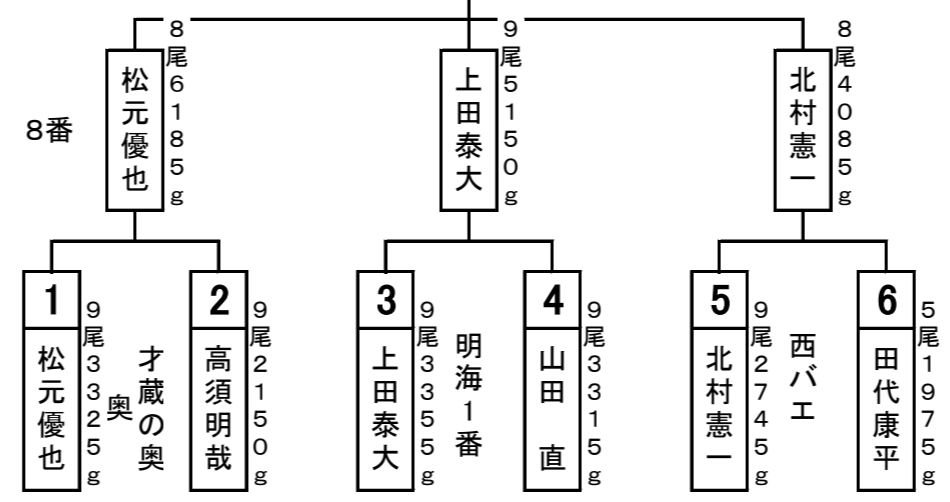 8番
松元優也
8尾6185g
上田泰大
9尾5150g
北村憲一
8尾4085g
1
松元優也
9尾3325g
才蔵の奥
奥
2
高須明哉
9尾2150g
3
上田泰大
9尾3355g
明海1番
4
山田 直
9尾3315g
5
北村憲一
9尾2745g
西バエ
6
田代康平
5尾1975g